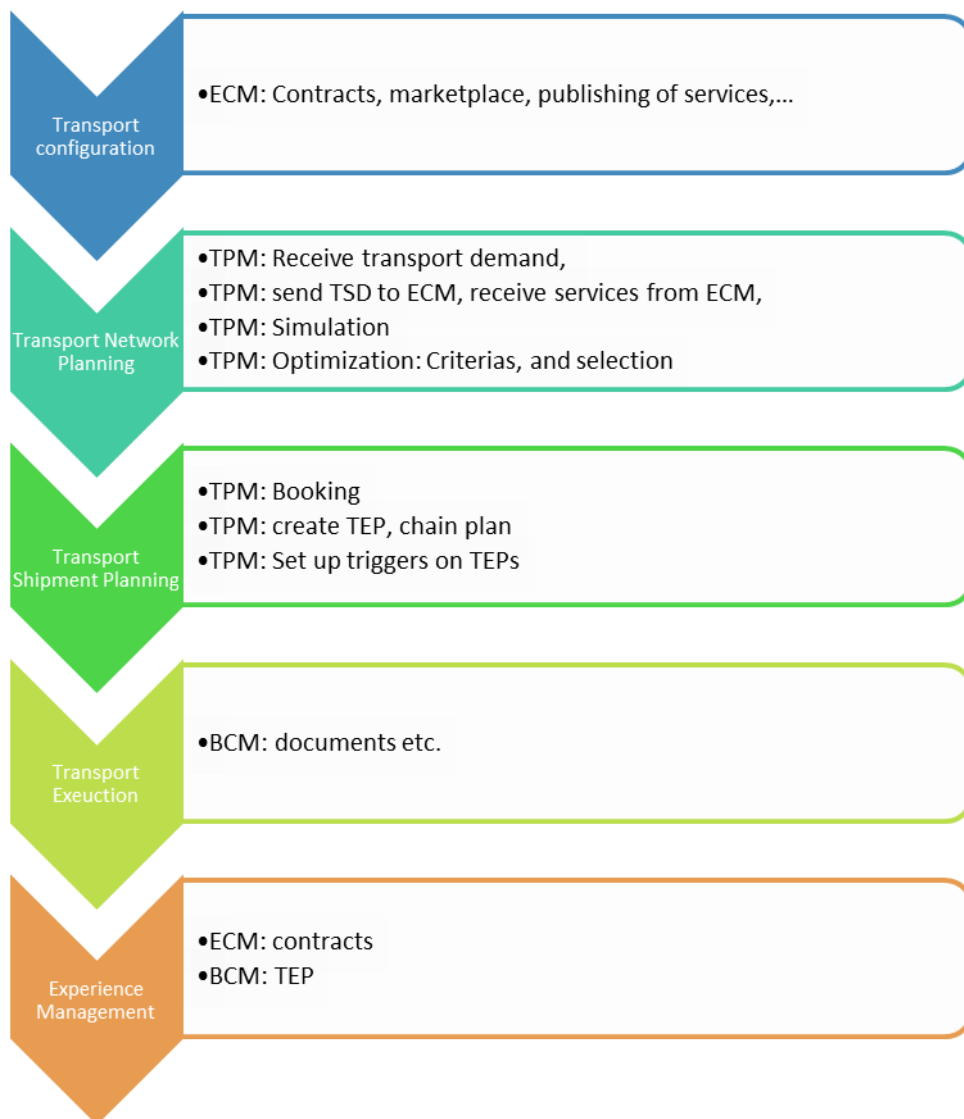 Transport
configuration
•ECM: Contracts, marketplace, publishing of services,...
Transport Network
Planning
•TPM: Receive transport demand,
•TPM: send TSD to ECM, receive services from ECM,
•TPM: Simulation
•TPM: Optimization: Criterias, and selection
Transport
Shipment Planning
•TPM: Booking
•TPM: create TEP, chain plan
•TPM: Set up triggers on TEPs
Transport
Exeuction
•BCM: documents etc.
Experience
Management
•ECM: contracts
•BCM: TEP